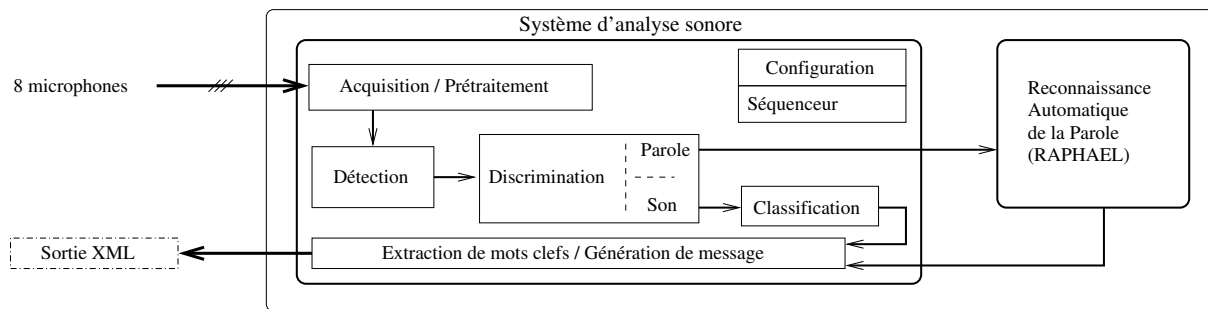 Système d'analyse sonore
8 microphones
Acquisition / Prétraitement
Configuration
Séquenceur
Reconnaissance
Automatique
de la Parole
(RAPHAEL)
Détection
Discrimination
Parole
Son
Classification
Sortie XML
Extraction de mots clefs / Génération de message